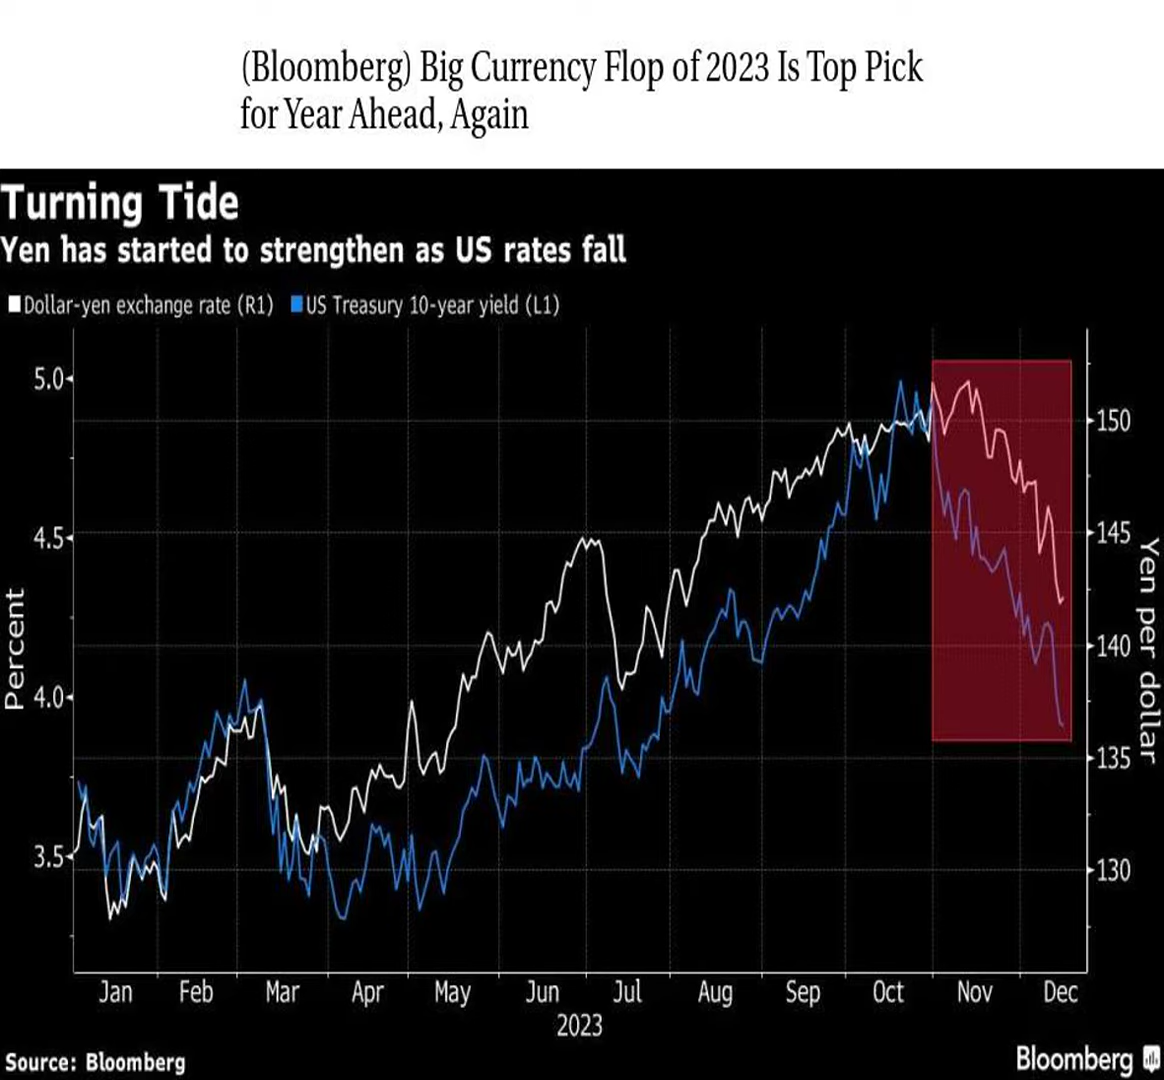 (Bloomberg) Big Currency Flop of 2023 Is Top Pick
for Year Ahead, Again
Turning Tide
Yen has started to strengthen as US rates fall
Dollar-yen exchange rate (R1) US Treasury 10-year yield (L1)
5.0
4.5
4.0
3.5
Percent
150
145
140
135
130
Yen per dollar
Jan Feb Mar Apr May Jun Jul Aug Sep Oct Nov Dec
2023
Source: Bloomberg
Bloomberg